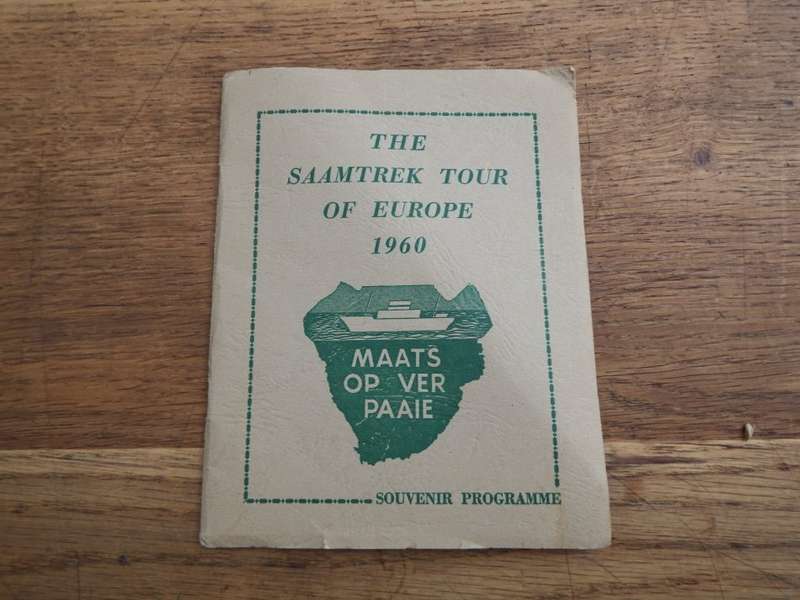 THE
SAAMTREK TOUR
OF EUROPE
1960
MAATS
OP VER
PAAIE
SOUVENIR PROGRAMME